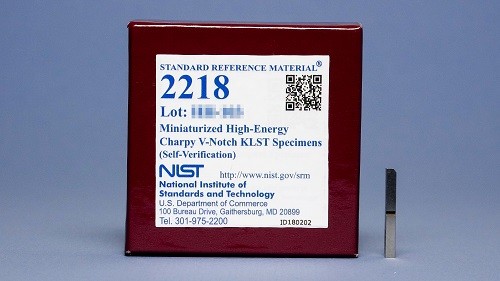 STANDARD REFERENCE MATERIAL®
2218
Lot:
Miniaturized High-Energy
Charpy V-Notch KLST Specimens
(Self-Verification)
NIST http://www.nist.gov/srm
National Institute of
Standards and Technology
U.S. Department of Commerce
100 Bureau Drive, Gaithersburg, MD 20899
Tel. 301-975-2200 ID180202